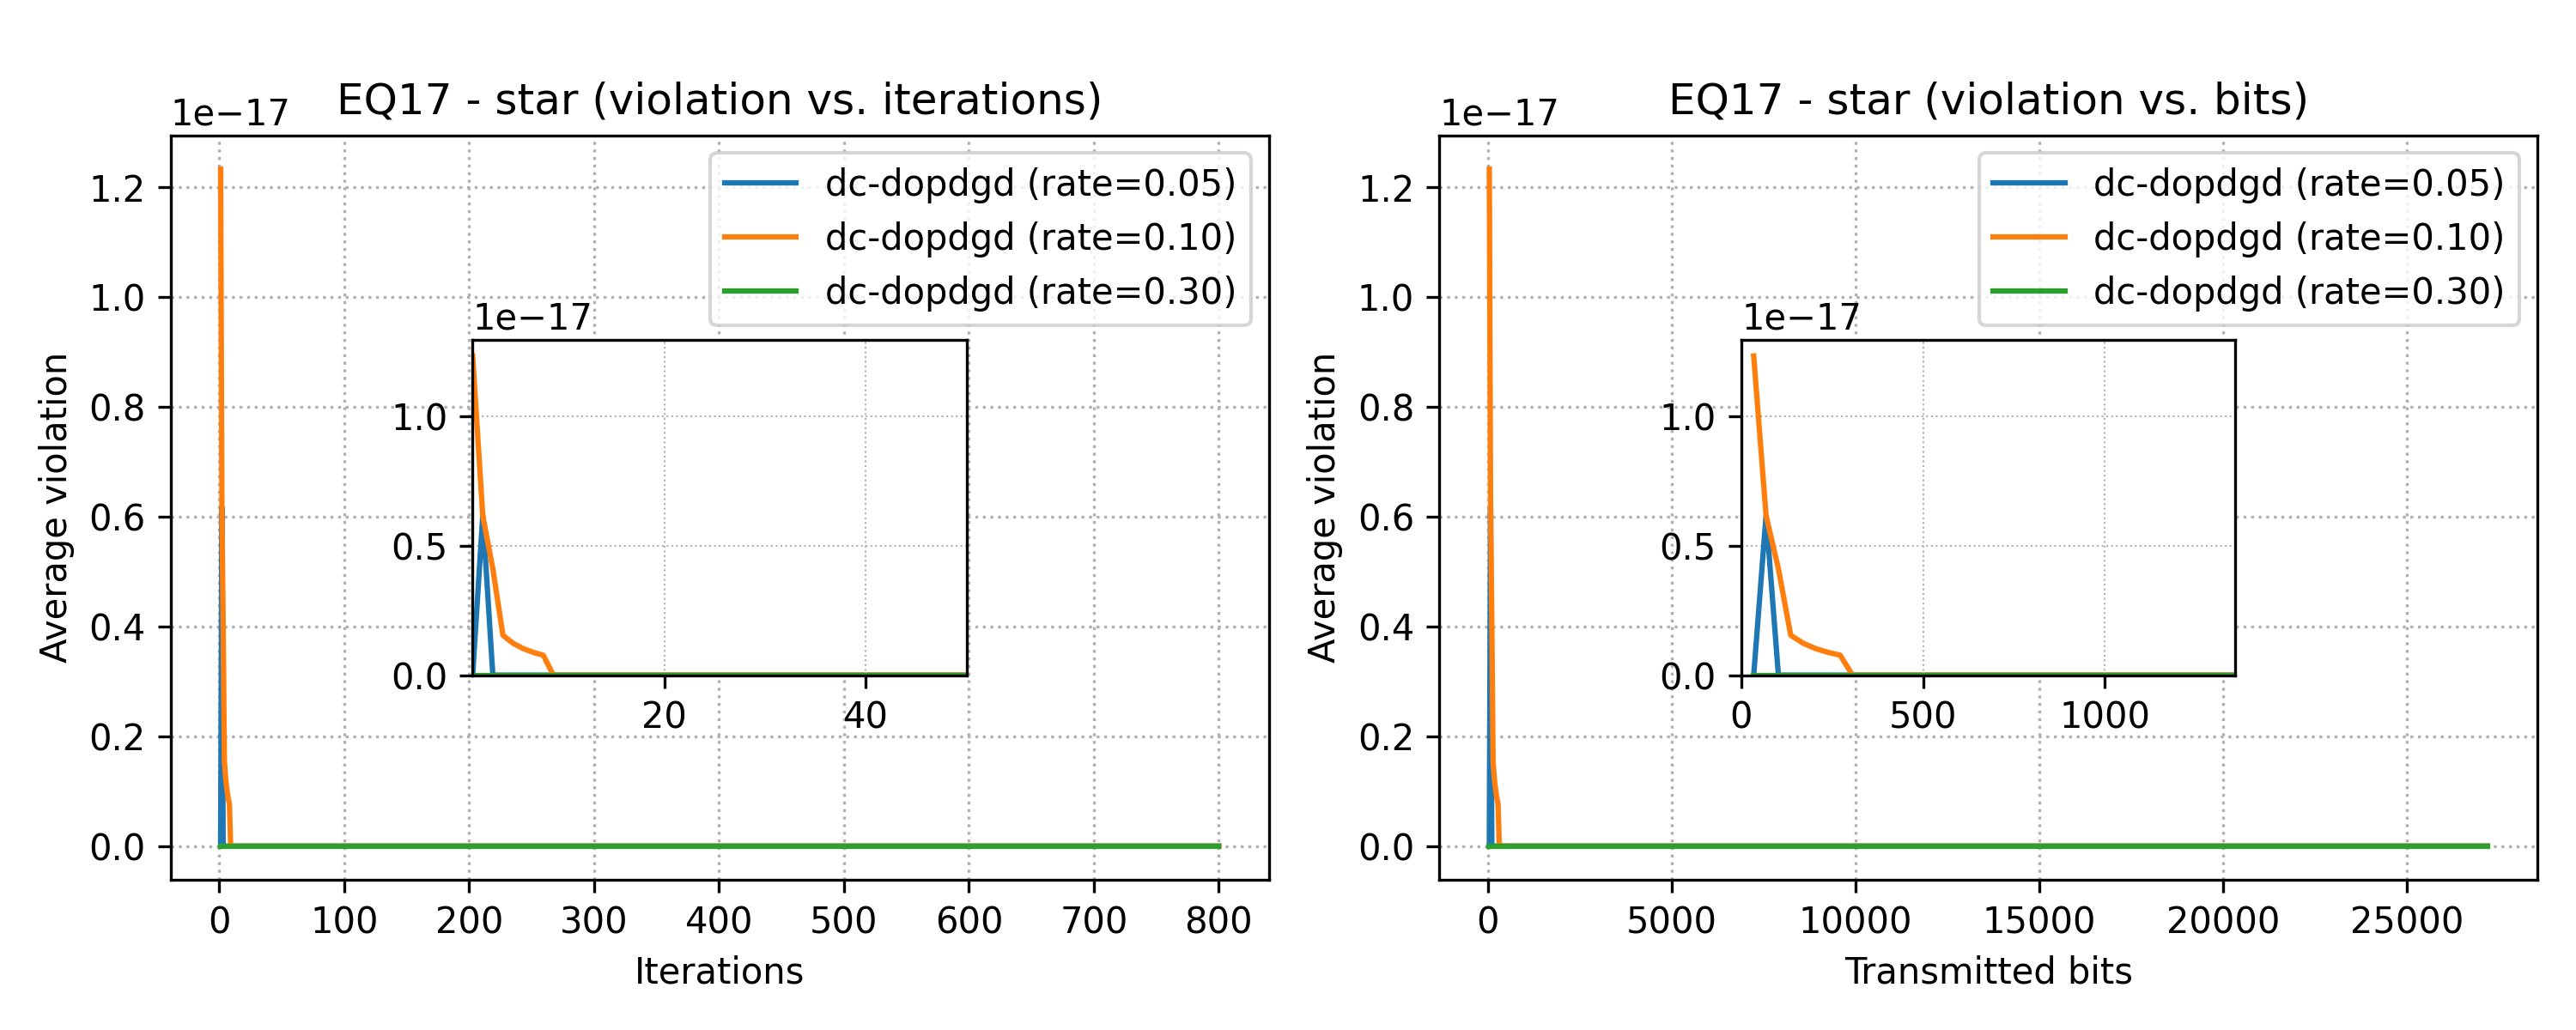 EQ17 - star (violation vs. iterations)
1e−17
1.2
1.0
0.8
0.6
0.4
0.2
0.0
Average violation
0 100 200 300 400 500 600 700 800
Iterations
dc-dopdgd (rate=0.05)
dc-dopdgd (rate=0.10)
dc-dopdgd (rate=0.30)
1e−17
1.0
0.5
0.0
20 40
EQ17 - star (violation vs. bits)
1e−17
1.2
1.0
0.8
0.6
0.4
0.2
0.0
Average violation
0 5000 10000 15000 20000 25000
Transmitted bits
dc-dopdgd (rate=0.05)
dc-dopdgd (rate=0.10)
dc-dopdgd (rate=0.30)
1e−17
1.0
0.5
0.0
0 500 1000